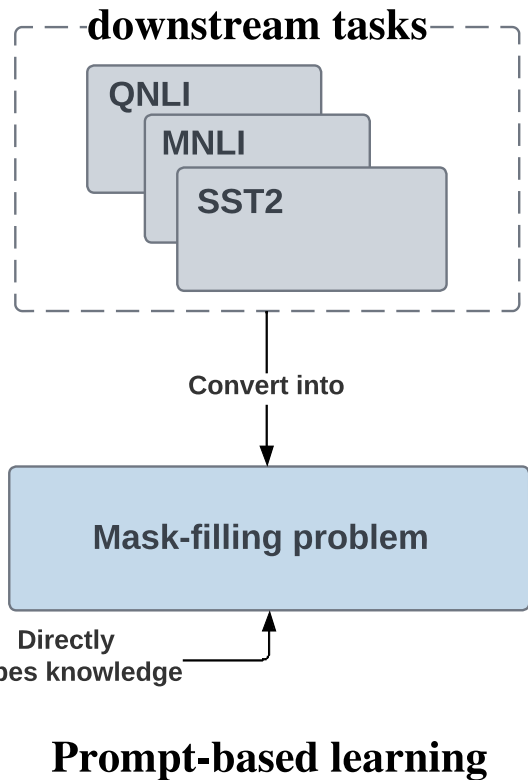 downstream tasks
QNLI
MNLI
SST2
Convert into
Mask-filling problem
Directly
knowledge
Prompt-based learning